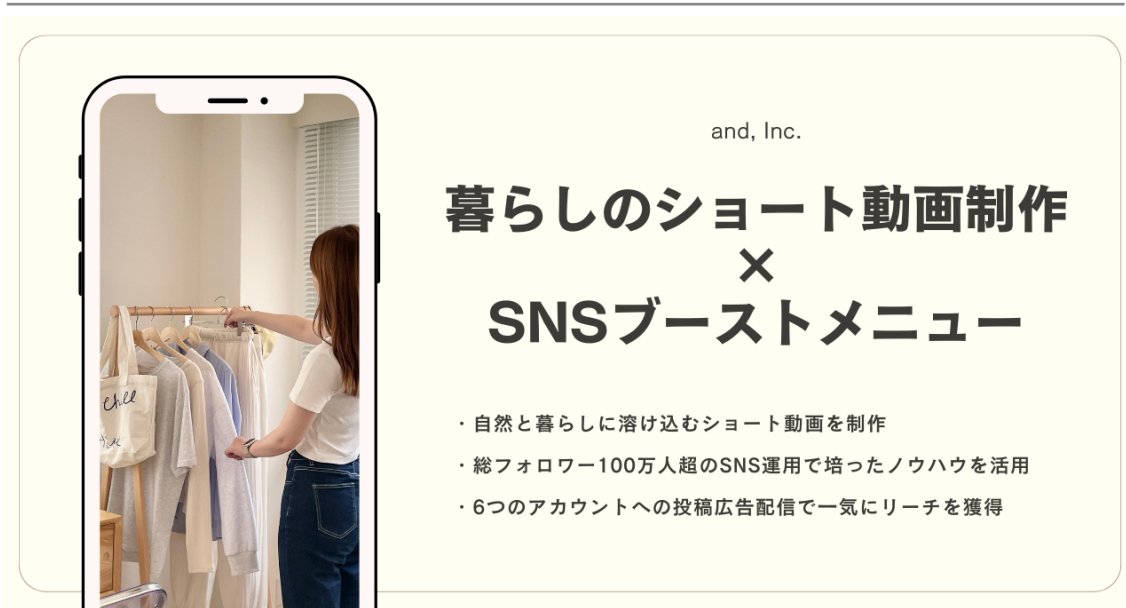 and, Inc.
暮らしのショート動画制作
×
SNSブーストメニュー
・自然と暮らしに溶け込むショート動画を制作
・総フォロワー100万人超のSNS運用で培ったノウハウを活用
・6つのアカウントへの投稿広告配信で一気にリーチを獲得
Chill